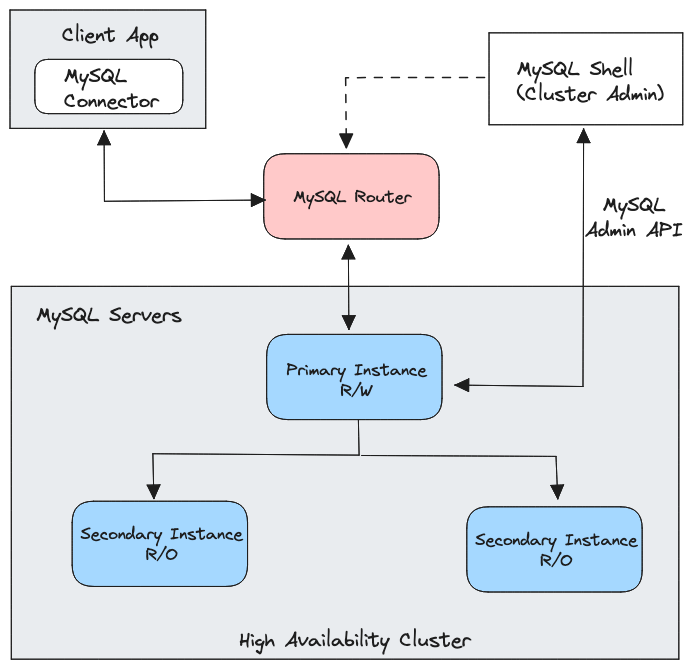 Client App
MySQL
Connector
MySQL Shell
(Cluster Admin)
MySQL Router
MySQL
Admin API
MySQL Servers
Primary Instance
R/W
Secondary Instance
R/O
Secondary Instance
R/O
High Availability Cluster